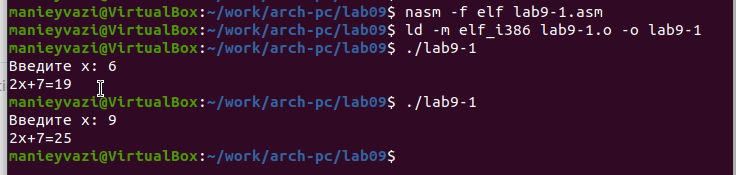 manieyvazi@VirtualBox:~/work/arch-pc/lab09$ nasm -f elf lab9-1.asm
manieyvazi@VirtualBox:~/work/arch-pc/lab09$ ld -m elf_i386 lab9-1.o -o lab9-1
manieyvazi@VirtualBox:~/work/arch-pc/lab09$ ./lab9-1
Введите x: 6
2x+7=19
manieyvazi@VirtualBox:~/work/arch-pc/lab09$ ./lab9-1
Введите x: 9
2x+7=25
manieyvazi@VirtualBox:~/work/arch-pc/lab09$